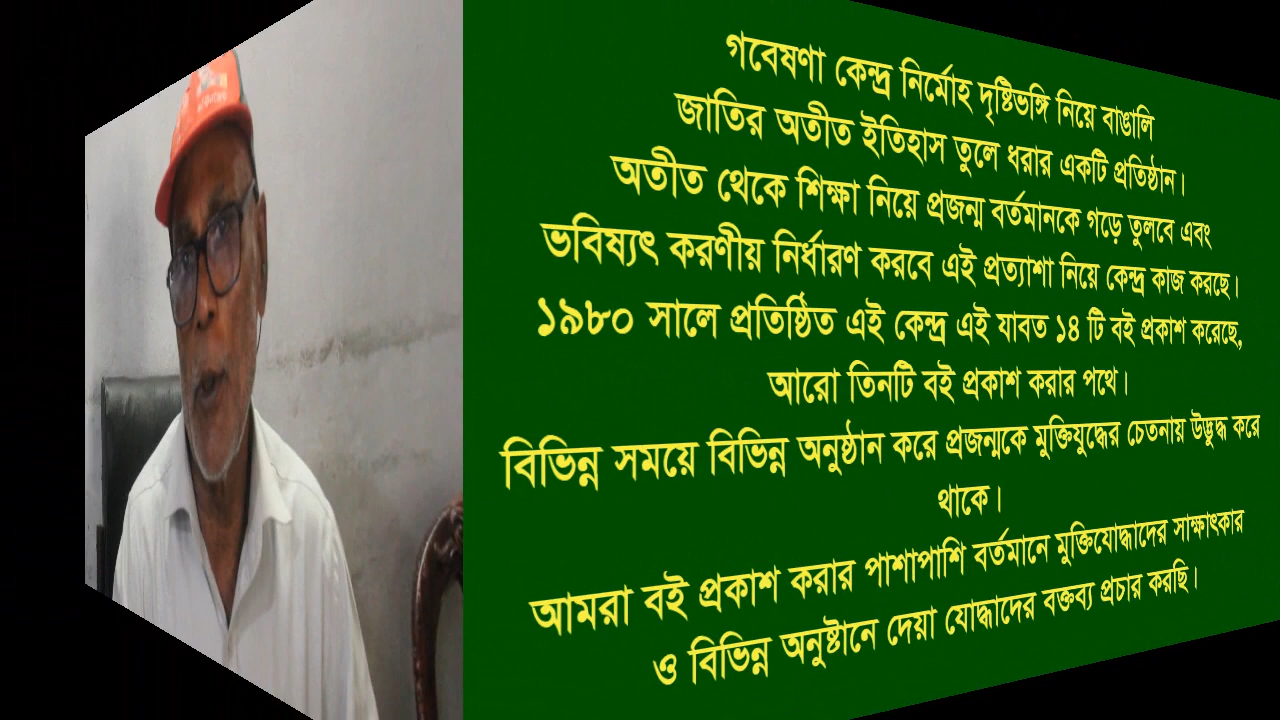 গবেষণা কেন্দ্র নির্মোহ দৃষ্টিভঙ্গি নিয়ে বাঙালি
জাতির অতীত ইতিহাস তুলে ধরার একটি প্রতিষ্ঠান।
অতীত থেকে শিক্ষা নিয়ে প্রজন্ম বর্তমানকে গড়ে তুলবে এবং
ভবিষ্যৎ করণীয় নির্ধারণ করবে এই প্রত্যাশা নিয়ে কেন্দ্র কাজ করছে।
১৯৮০ সালে প্রতিষ্ঠিত এই কেন্দ্র এই যাবত ১৪ টি বই প্রকাশ করেছে,
আরো তিনটি বই প্রকাশ করার পথে।
বিভিন্ন সময়ে বিভিন্ন অনুষ্ঠান করে প্রজন্মকে মুক্তিযুদ্ধের চেতনায় উদ্ভুদ্ধ করে
থাকে।
আমরা বই প্রকাশ করার পাশাপাশি বর্তমানে মুক্তিযোদ্ধাদের সাক্ষাৎকার
ও বিভিন্ন অনুষ্টানে দেয়া যোদ্ধাদের বক্তব্য প্রচার করছি।